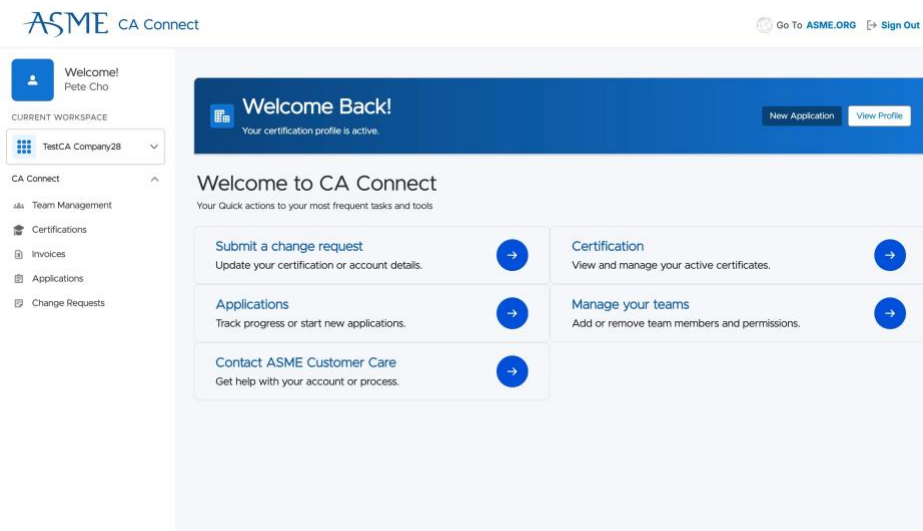 ASME CA Connect
Go To ASME.ORG
Sign Out
Welcome!
Pete Cho
CURRENT WORKSPACE
TestCA Company28
CA Connect
Team Management
Certifications
Invoices
Applications
Change Requests
Welcome Back!
Your certification profile is active.
New Application
View Profile
Welcome to CA Connect
Your Quick actions to your most frequent tasks and tools
Submit a change request
Update your certification or account details.
Certification
View and manage your active certificates.
Applications
Track progress or start new applications.
Manage your teams
Add or remove team members and permissions.
Contact ASME Customer Care
Get help with your account or process.